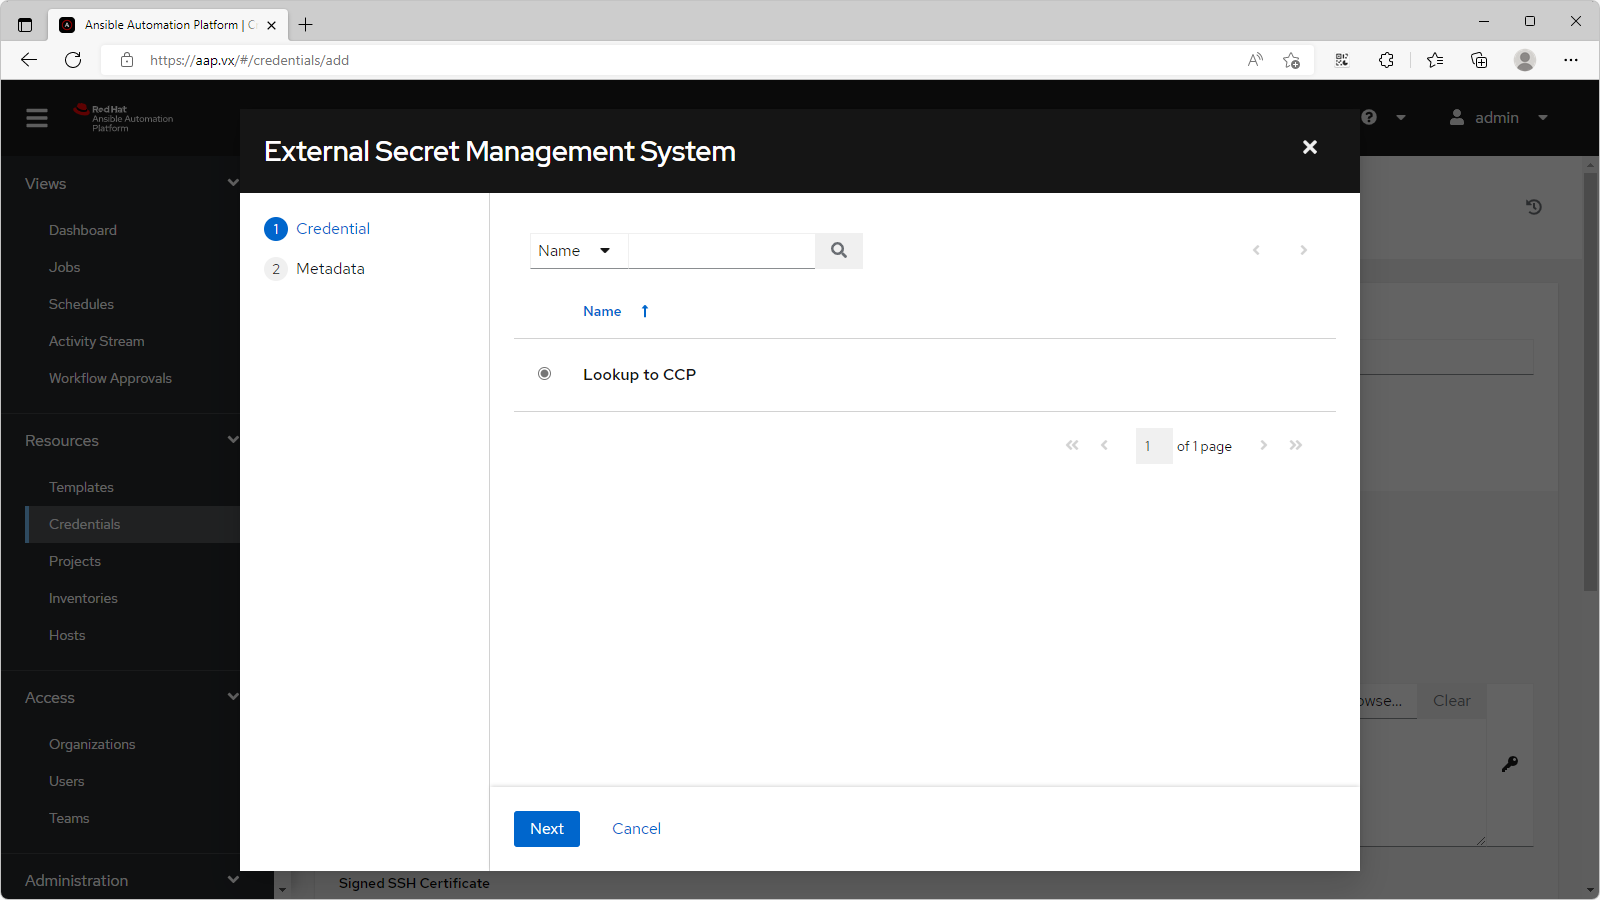 Ansible Automation Platform | C
https://aap.vx/#/credentials/add
Red Hat
Ansible Automation
Platform
admin
External Secret Management System
Views
Dashboard
Jobs
Schedules
Activity Stream
Workflow Approvals
Resources
Templates
Credentials
Projects
Inventories
Hosts
Access
Organizations
Users
Teams
Administration
1 Credential
2 Metadata
Name
Name
Lookup to CCP
1 of 1 page
Next Cancel
owse... Clear
Signed SSH Certificate